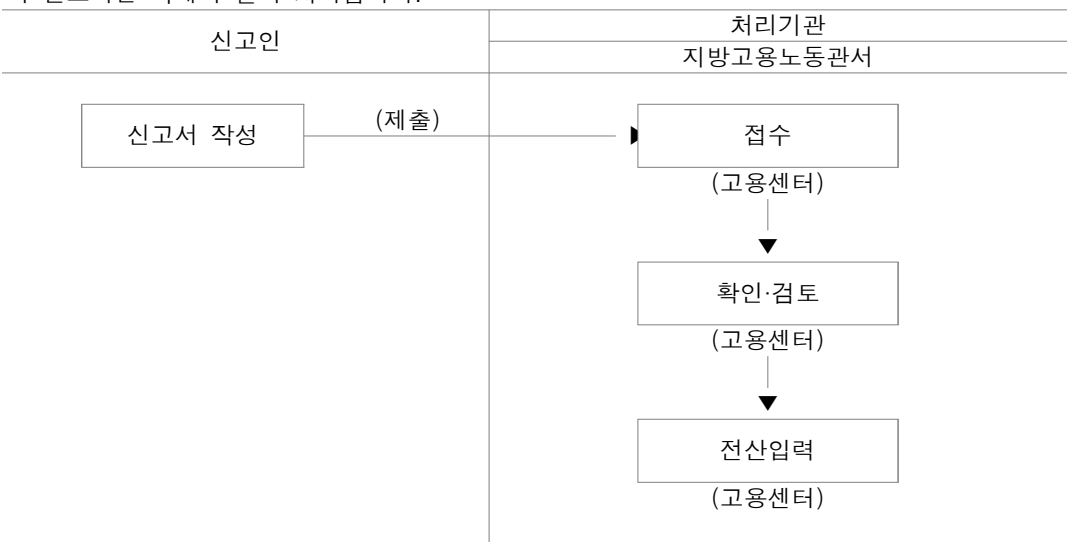 신고인
처리기관
지방고용노동관서
신고서 작성
(제출)
접수
(고용센터)
확인·검토
(고용센터)
전산입력
(고용센터)